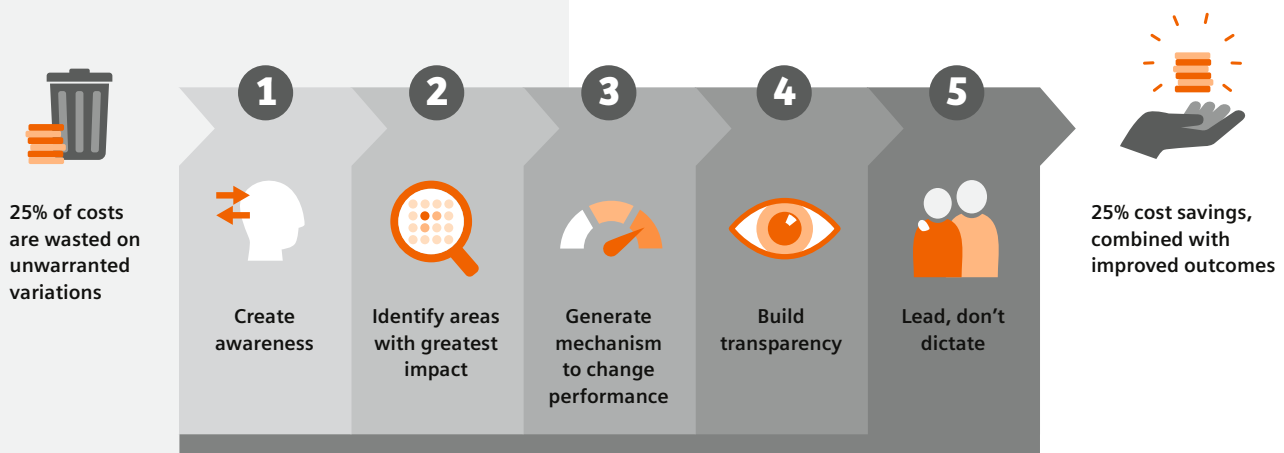 25% of costs
are wasted on
unwarranted
variations
1
Create
awareness
2
Identify areas
with greatest
impact
3
Generate
mechanism
to change
performance
4
Build
transparency
5
Lead, don’t
dictate
25% cost savings,
combined with
improved outcomes